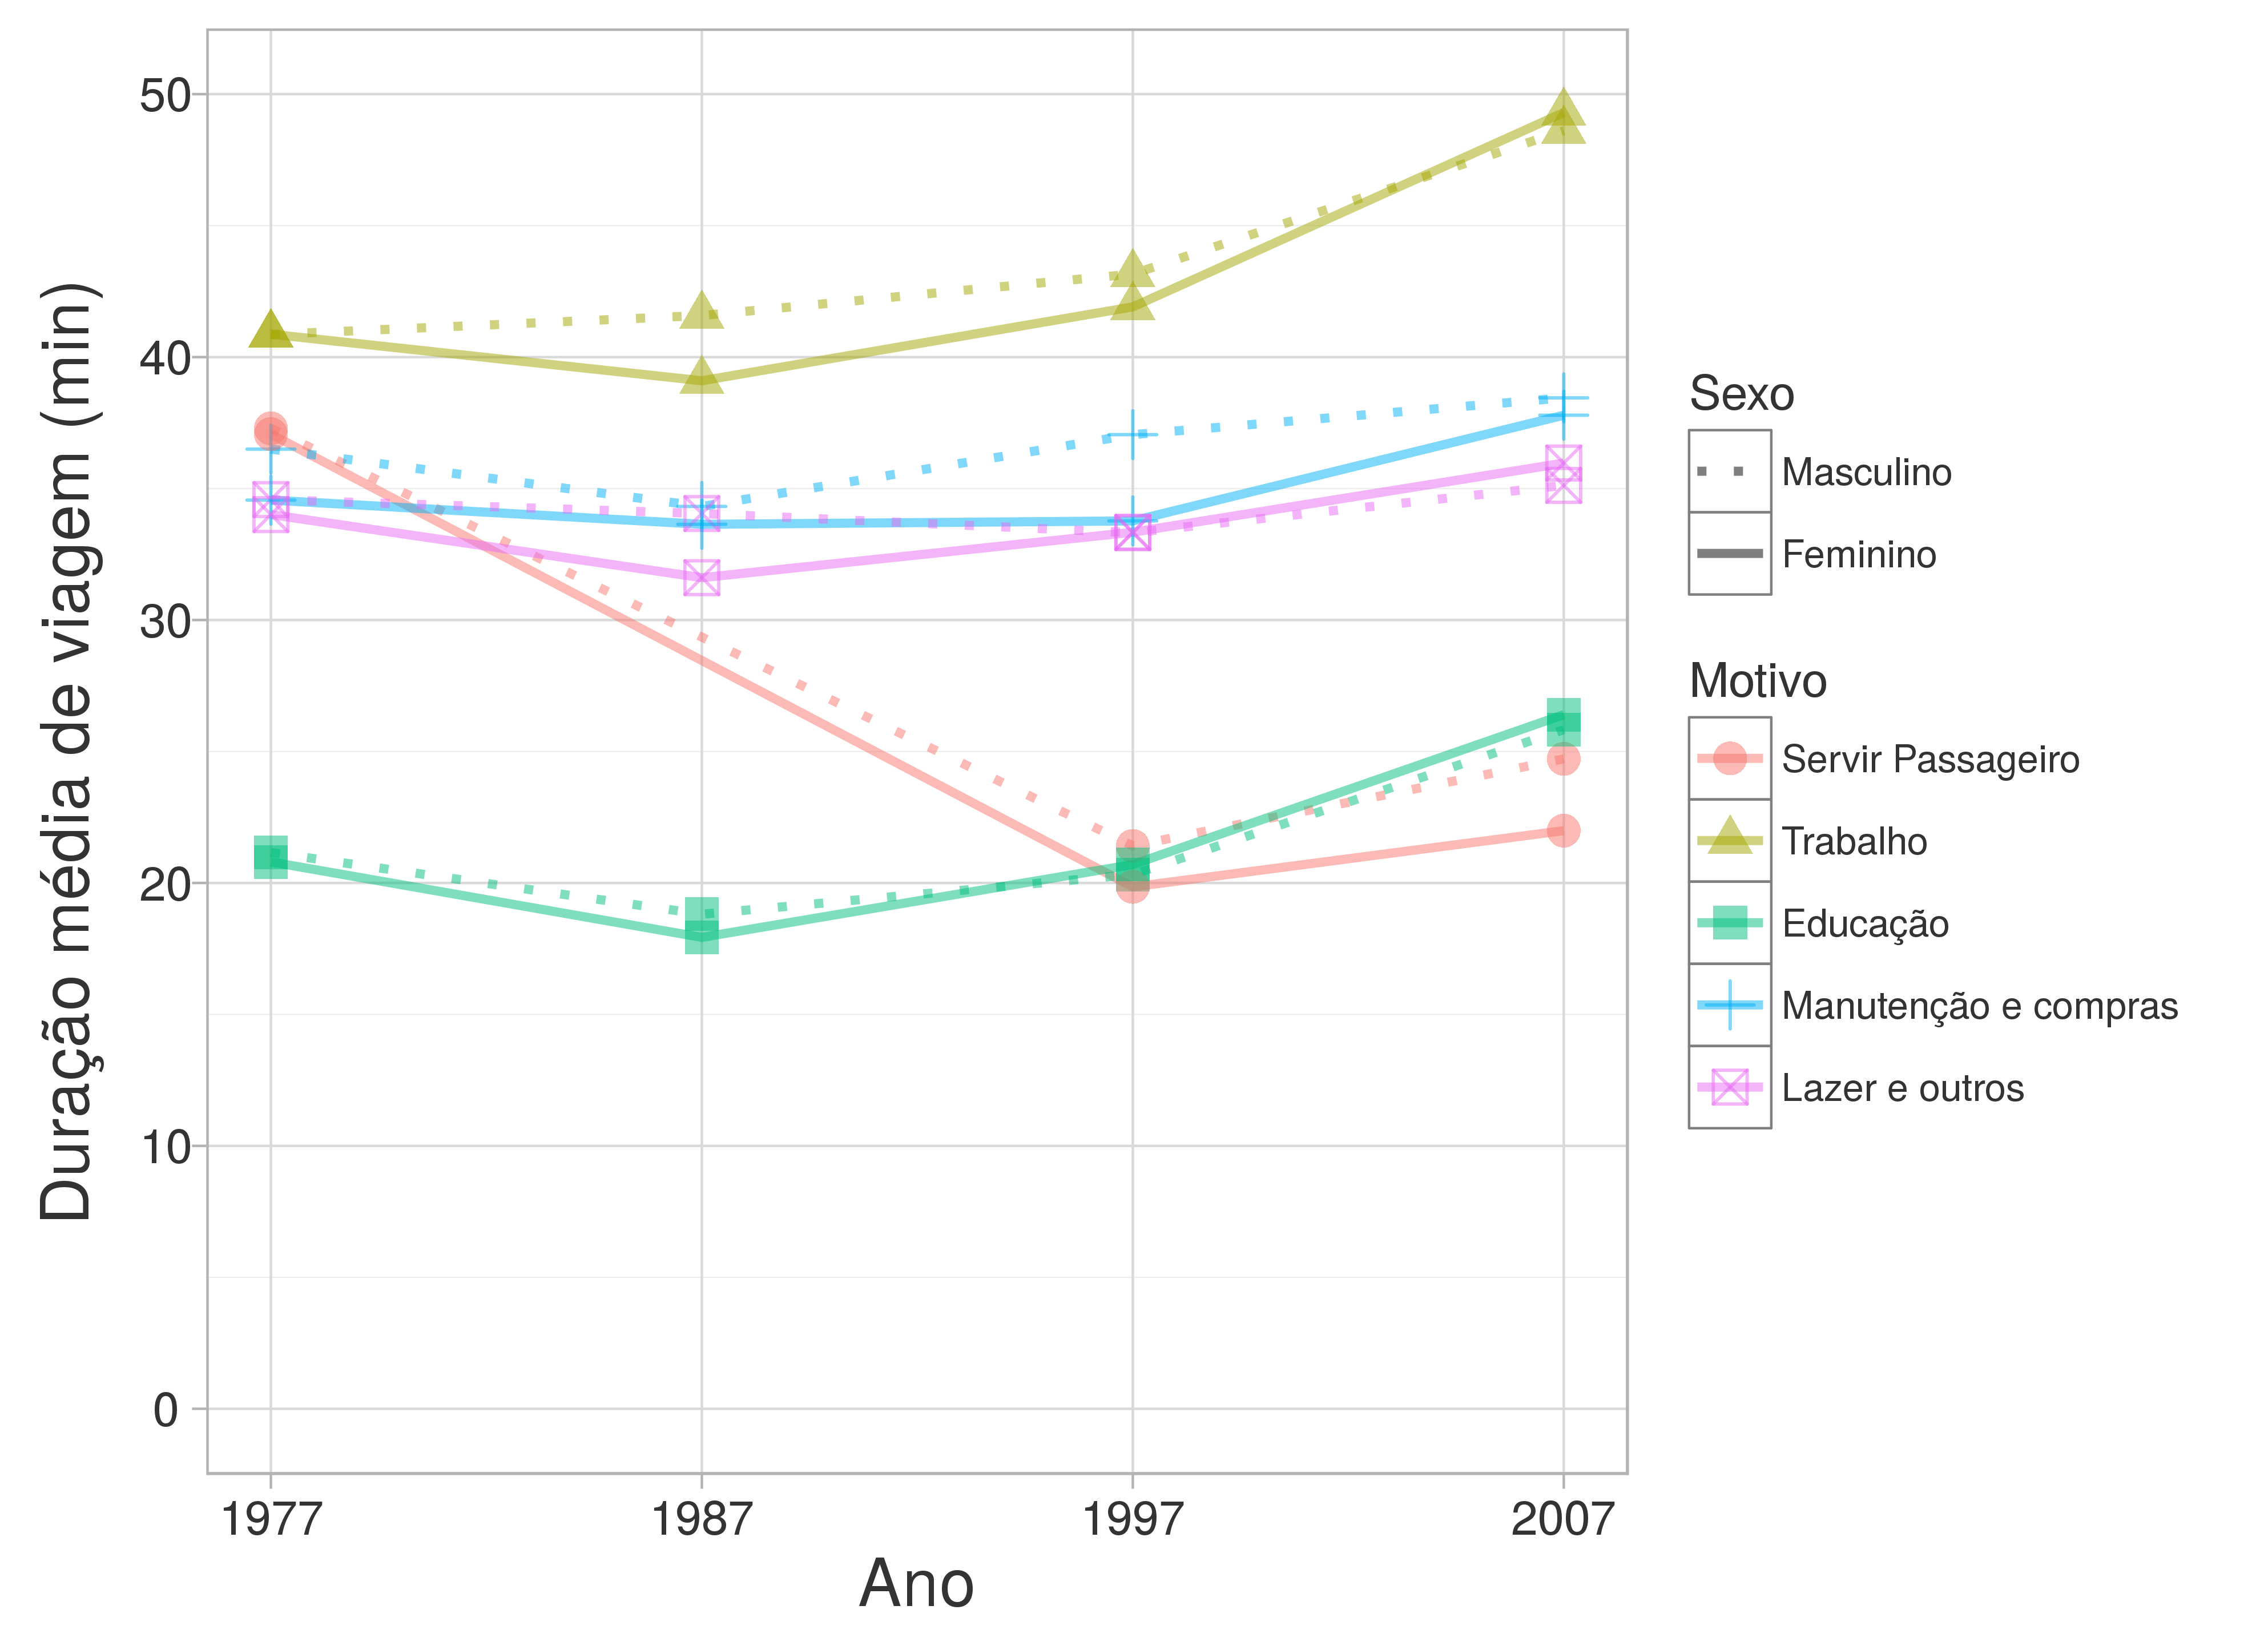 Duração média de viagem (min)
50
40
30
20
10
0
1977 1987 1997 2007
Ano
Sexo
Masculino
Feminino
Motivo
Servir Passageiro
Trabalho
Educação
Manutenção e compras
Lazer e outros